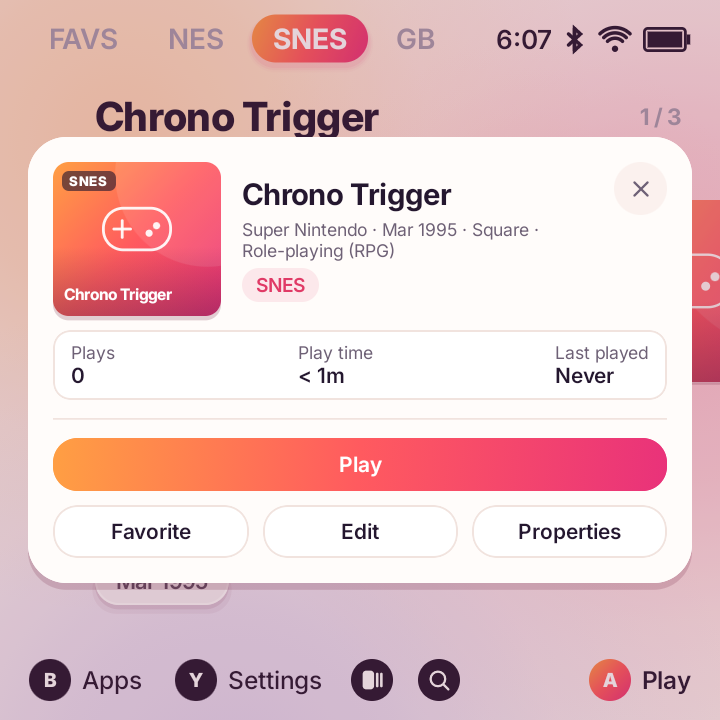 FAVS NES SNES GB 6:07
Chrono Trigger 1 / 3
SNES
Chrono Trigger
Chrono Trigger
Super Nintendo · Mar 1995 · Square ·
Role-playing (RPG)
SNES
Plays Play time Last played
0 < 1m Never
Play
Favorite Edit Properties
Mar 1995
B Apps Y Settings A Play